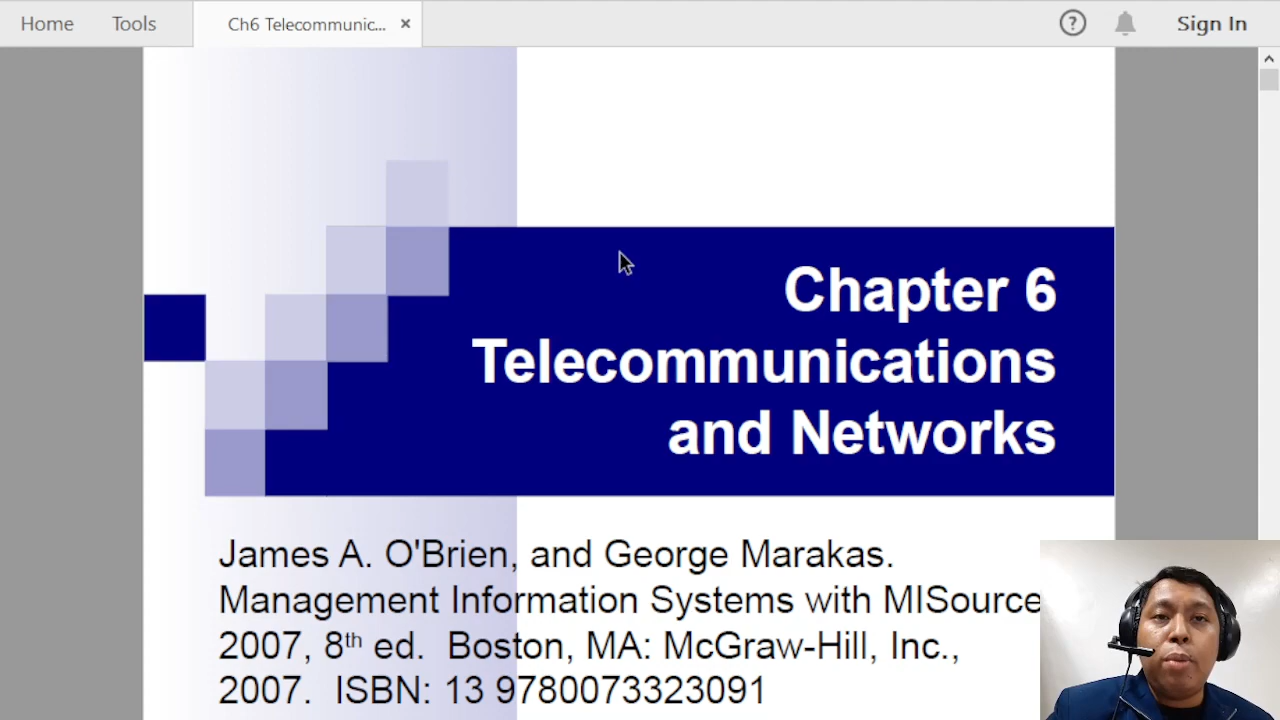 Home Tools Ch6 Telecommunic... × ? Sign In
Chapter 6
Telecommunications
and Networks
James A. O'Brien, and George Marakas.
Management Information Systems with MISource
2007, 8th ed. Boston, MA: McGraw-Hill, Inc.,
2007. ISBN: 13 9780073323091